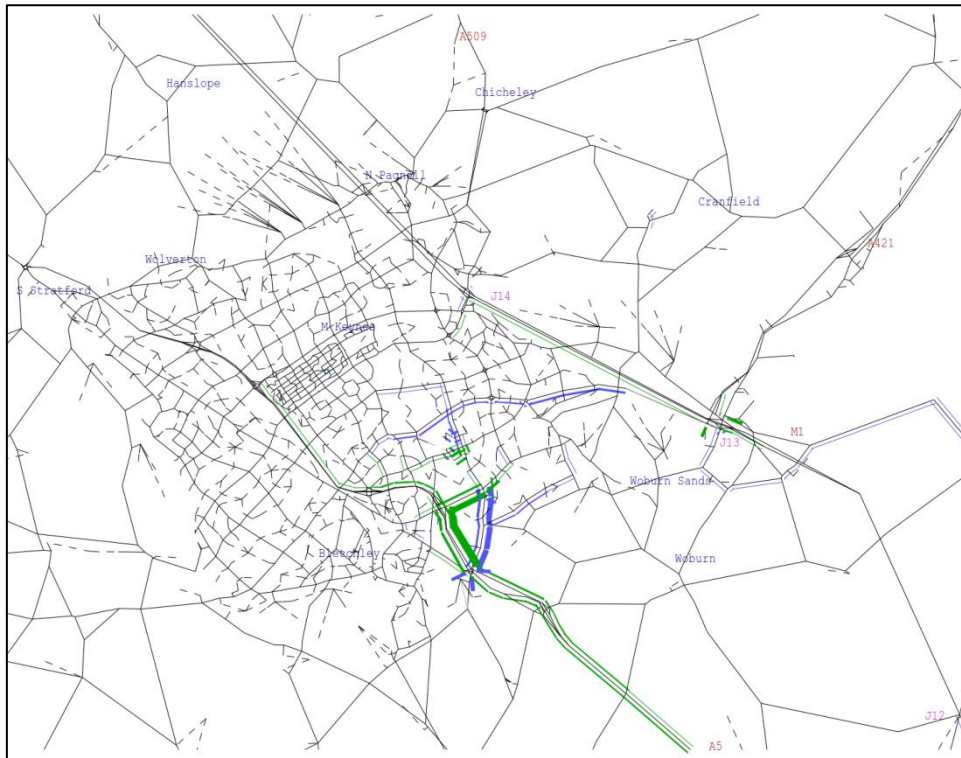 A509
Hanslope
Chicheley
N Pagnell
Cranfield
A421
Wolverton
S Stratford
J14
M Keynes
M1
J13
Woburn Sands
Bletchley
Woburn
J12
A5